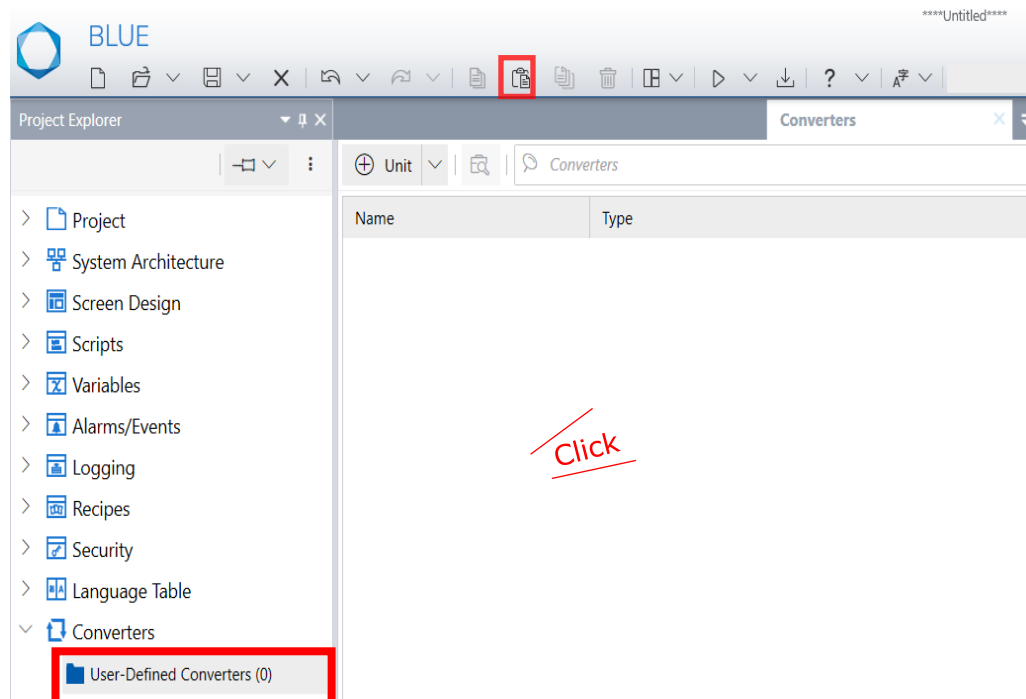 ****Untitled****
BLUE
Project Explorer
Converters
Unit
Converters
Name
Type
Project
System Architecture
Screen Design
Scripts
Variables
Alarms/Events
Click
Logging
Recipes
Security
Language Table
Converters
User-Defined Converters (0)